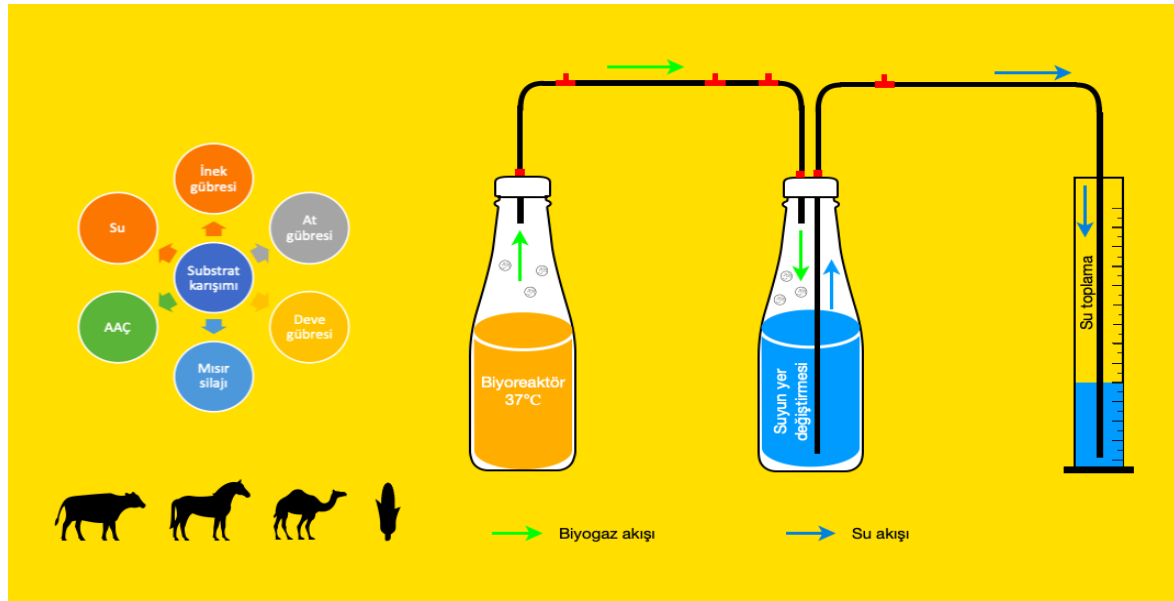 İnek
gübresi
At
gübresi
Deve
gübresi
Mısır
silajı
AAÇ
Su
Substrat
karışımı
Biyoreaktör
37°C
Suyun yer
değiştirmesi
Su toplama
Biyogaz akışı
Su akışı